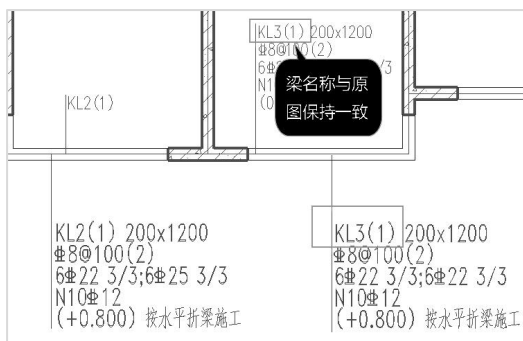 KL3(1) 200x1200
⏀8@100(2)
6⏀
/3
N1
(0
梁名称与原
图保持一致
KL2(1)
KL2(1) 200x1200
⏀8@100(2)
6⏀22 3/3;6⏀25 3/3
N10⏀12
(+0.800) 按水平折梁施工
KL3(1) 200x1200
⏀8@100(2)
6⏀22 3/3;6⏀22 3/3
N10⏀12
(+0.800) 按水平折梁施工